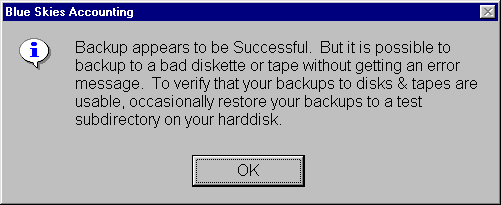 Blue Skies Accounting
Backup appears to be Successful.  But it is possible to
backup to a bad diskette or tape without getting an error
message.  To verify that your backups to disks & tapes are
usable, occasionally restore your backups to a test
subdirectory on your harddisk.
OK